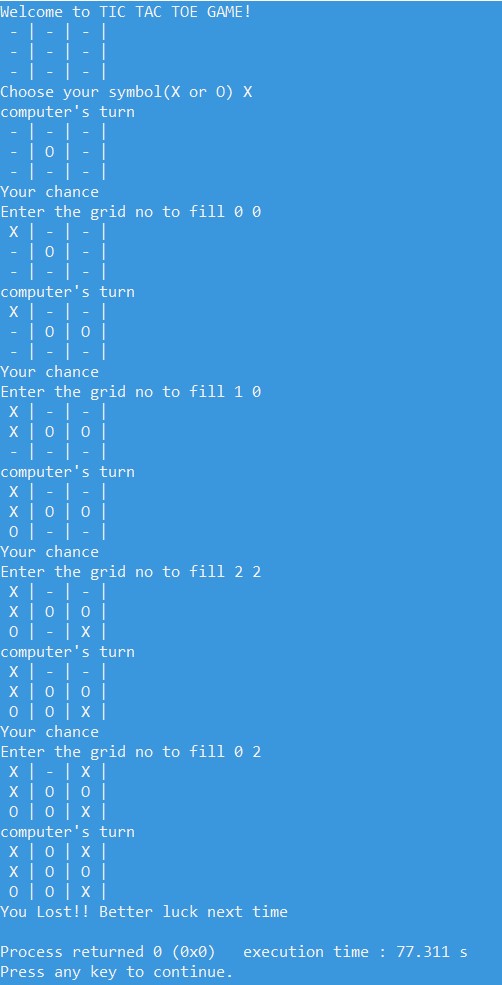 Welcome to TIC TAC TOE GAME!
 - | - | - |
 - | - | - |
 - | - | - |
Choose your symbol(X or O) X
computer's turn
 - | - | - |
 - | O | - |
 - | - | - |
Your chance
Enter the grid no to fill 0 0
 X | - | - |
 - | O | - |
 - | - | - |
computer's turn
 X | - | - |
 - | O | O |
 - | - | - |
Your chance
Enter the grid no to fill 1 0
 X | - | - |
 X | O | O |
 - | - | - |
computer's turn
 X | - | - |
 X | O | O |
 O | - | - |
Your chance
Enter the grid no to fill 2 2
 X | - | - |
 X | O | O |
 O | - | X |
computer's turn
 X | - | - |
 X | O | O |
 O | O | X |
Your chance
Enter the grid no to fill 0 2
 X | - | X |
 X | O | O |
 O | O | X |
computer's turn
 X | O | X |
 X | O | O |
 O | O | X |
You Lost!! Better luck next time

Process returned 0 (0x0)   execution time : 77.311 s
Press any key to continue.